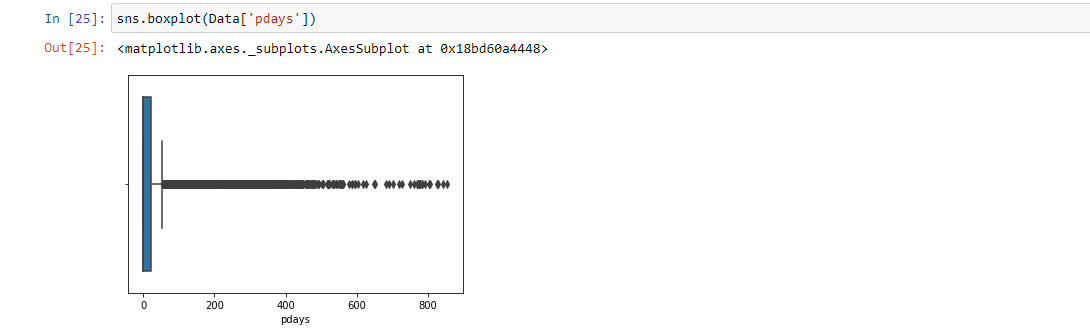 In [25]: sns.boxplot(Data['pdays'])
Out[25]: <matplotlib.axes._subplots.AxesSubplot at 0x18bd60a4448>
0 200 400 600 800
pdays